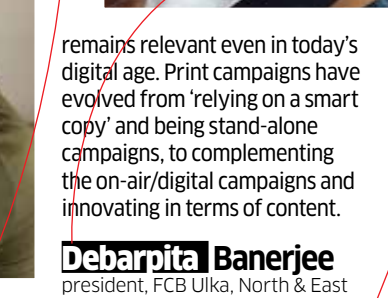 remains relevant even in today's
digital age. Print campaigns have
evolved from ‘relying on a smart
copy’ and being stand-alone
campaigns, to complementing
the on-air/digital campaigns and
innovating in terms of content.
Debarpita Banerjee
president, FCB Ulka, North & East